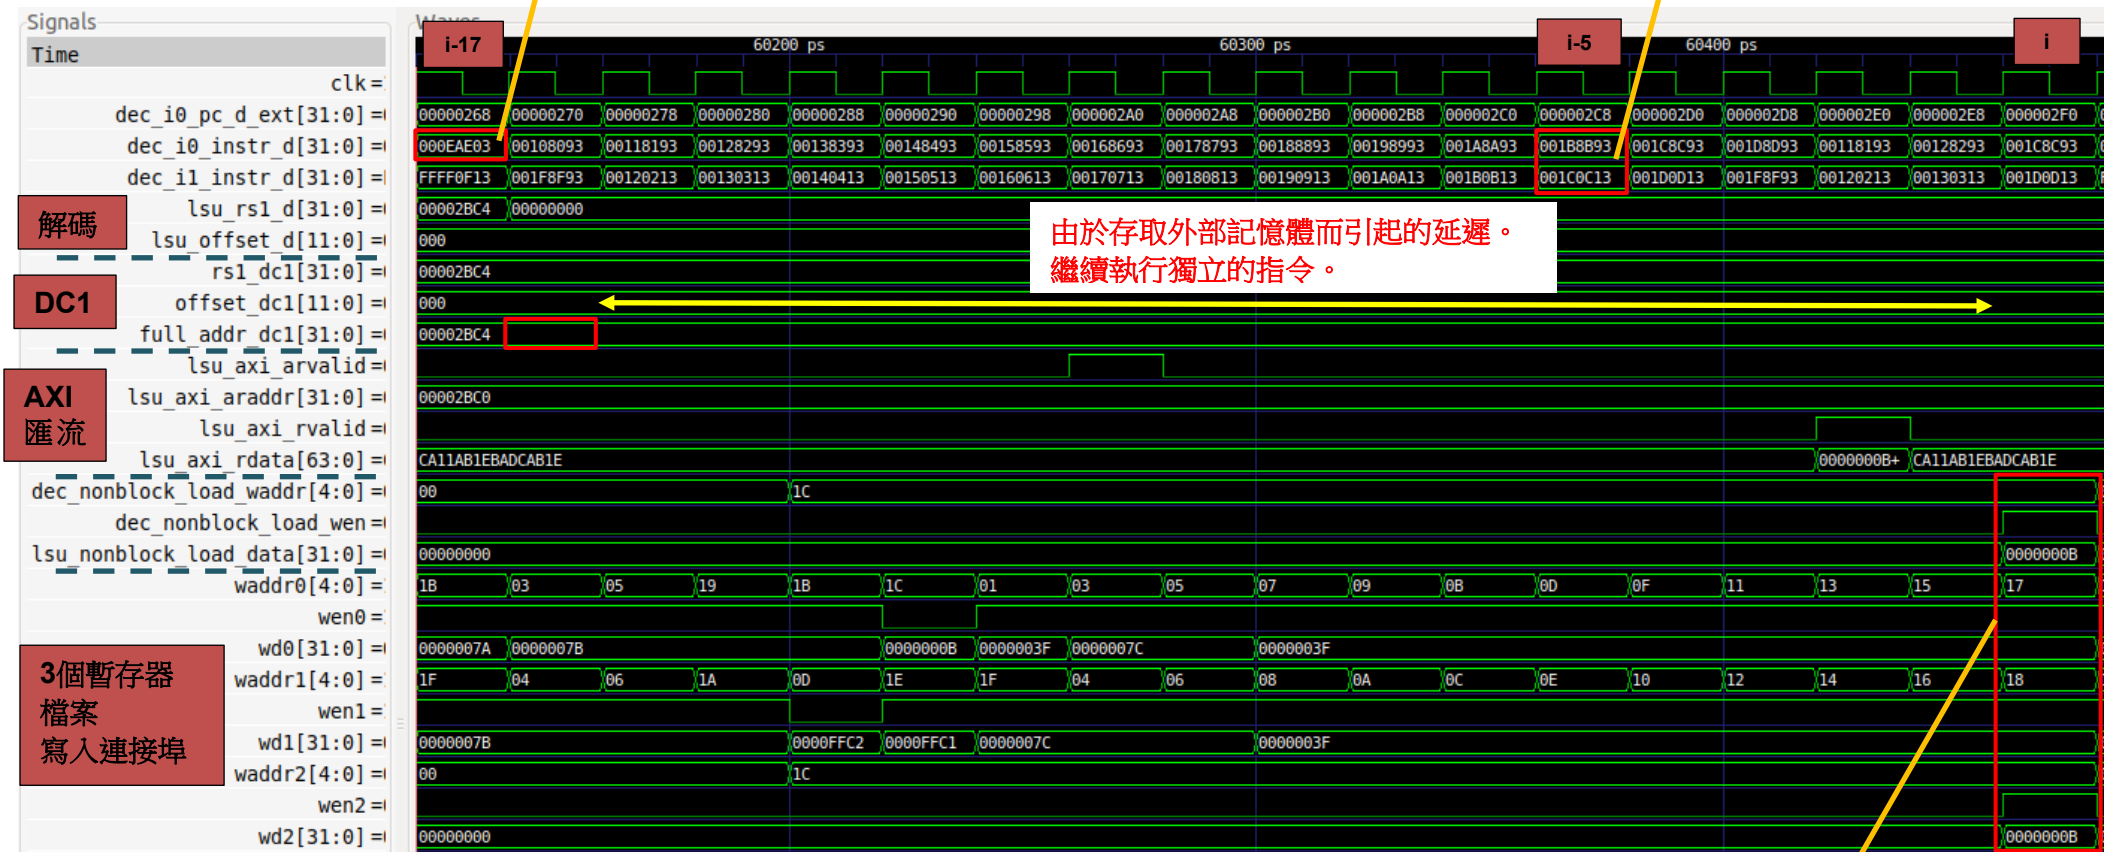 Signals
Waves
Time
i-17
60200 ps
60300 ps
i-5
60400 ps
i
clk=
dec_i0_pc_d_ext[31:0]=
00000268 00000270 00000278 00000280 00000288 00000290 00000298 000002A0 000002A8 000002B0 000002B8 000002C0 000002C8 000002D0 000002D8 000002E0 000002E8 000002F0
dec_i0_instr_d[31:0]=
000EAE03 00108093 00118193 00128293 00138393 00148493 00158593 00168693 00178793 00188893 00198993 001A8A93 001B8B93 001C8C93 001D8D93 00118193 00128293 001C8C93
dec_i1_instr_d[31:0]=
FFFF0F13 001F8F93 00120213 00130313 00140413 00150513 00160613 00170713 00180813 00190913 001A0A13 001B0B13 001C0C13 001D0D13 001F8F93 00120213 00130313 001D0D13
解碼
lsu_rs1_d[31:0]=
00002BC4 00000000
lsu_offset_d[11:0]=
000
由於存取外部記憶體而引起的延遲。
繼續執行獨立的指令。
DC1
rs1_dc1[31:0]=
00002BC4
offset_dc1[11:0]=
000
full_addr_dc1[31:0]=
00002BC4
AXI
匯流
lsu_axi_arvalid=
lsu_axi_araddr[31:0]=
00002BC0
lsu_axi_rvalid=
lsu_axi_rdata[63:0]=
CA11AB1EBADCAB1E 0000000B+ CA11AB1EBADCAB1E
dec_nonblock_load_waddr[4:0]=
00 1C
dec_nonblock_load_wen=
lsu_nonblock_load_data[31:0]=
00000000 0000000B
3個暫存器
檔案
寫入連接埠
waddr0[4:0]=
1B 03 05 19 1B 1C 01 03 05 07 09 0B 0D 0F 11 13 15 17
wen0=
wd0[31:0]=
0000007A 0000007B 0000000B 0000003F 0000007C 0000003F
waddr1[4:0]=
1F 04 06 1A 0D 1E 1F 04 06 08 0A 0C 0E 10 12 14 16 18
wen1=
wd1[31:0]=
0000007B 0000FFC2 0000FFC1 0000007C 0000003F
waddr2[4:0]=
00 1C
wen2=
wd2[31:0]=
00000000 0000000B